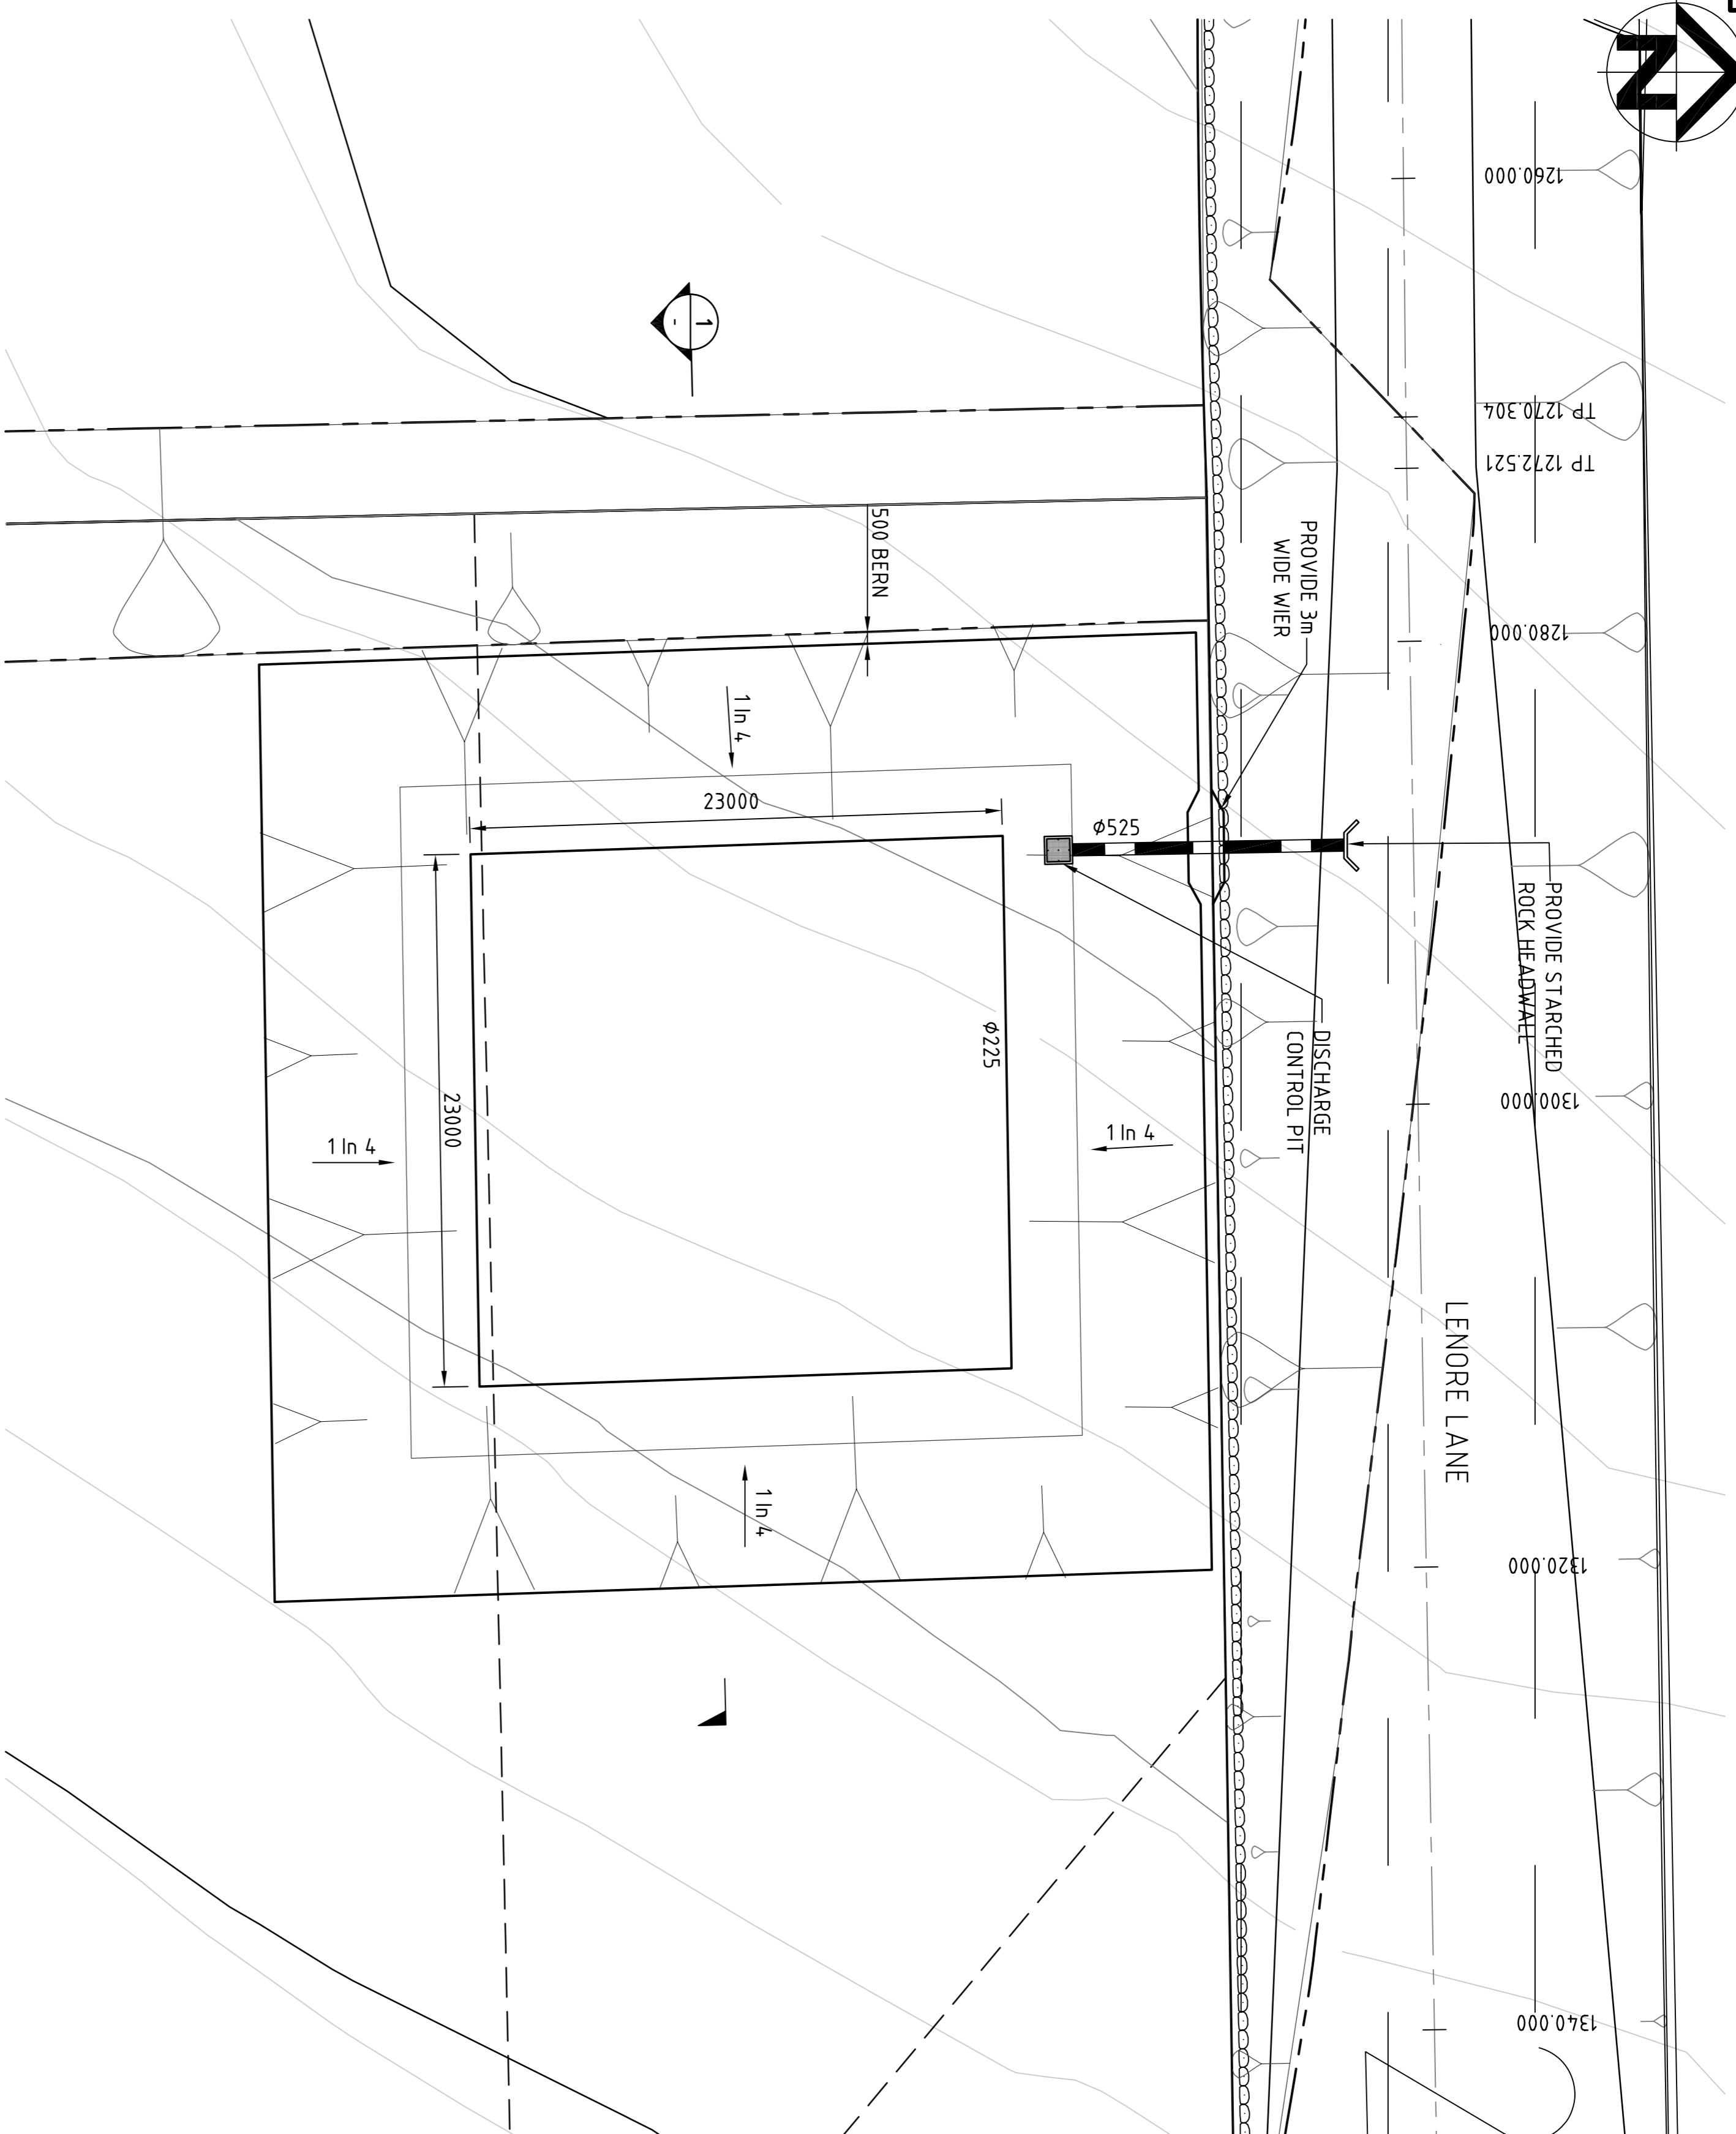 N
1260.000
1
-
TP 1270.304
TP 1272.521
500 BERN
PROVIDE 3m
WIDE WIER
1280.000
1 In 4
23000
φ525
PROVIDE STARCHED
ROCK HEADWALL
φ225
DISCHARGE
CONTROL PIT
1300.000
23000
1 In 4
1 In 4
LENORE LANE
1 In 4
1320.000
1340.000